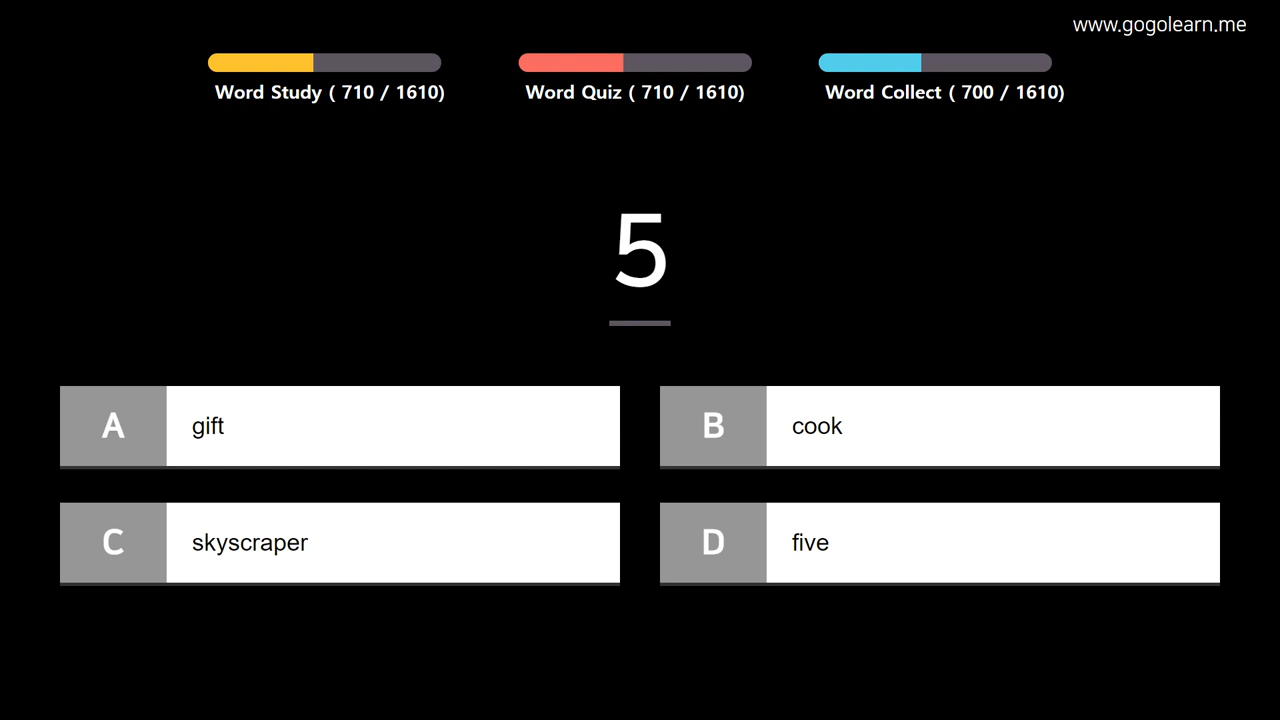 www.gogolearn.me
Word Study ( 710 / 1610)
Word Quiz ( 710 / 1610)
Word Collect ( 700 / 1610)
5
A gift
B cook
C skyscraper
D five